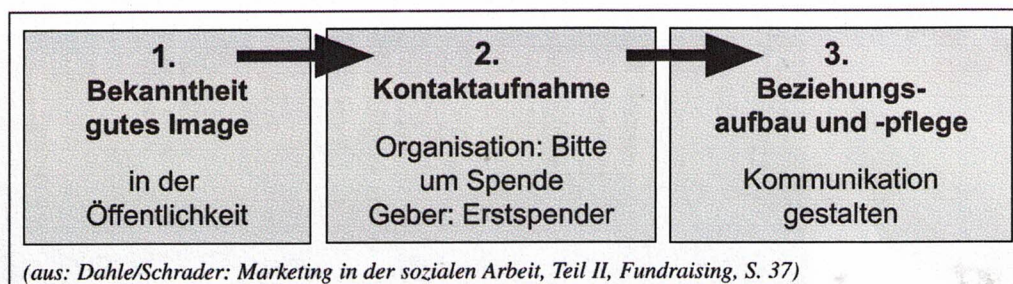 1.
Bekanntheit
gutes Image
in der
Öffentlichkeit
2.
Kontaktaufnahme
Organisation: Bitte
um Spende
Geber: Erstspender
3.
Beziehungs-
aufbau und -pflege
Kommunikation
gestalten
(aus: Dahle/Schrader: Marketing in der sozialen Arbeit, Teil II, Fundraising, S. 37)